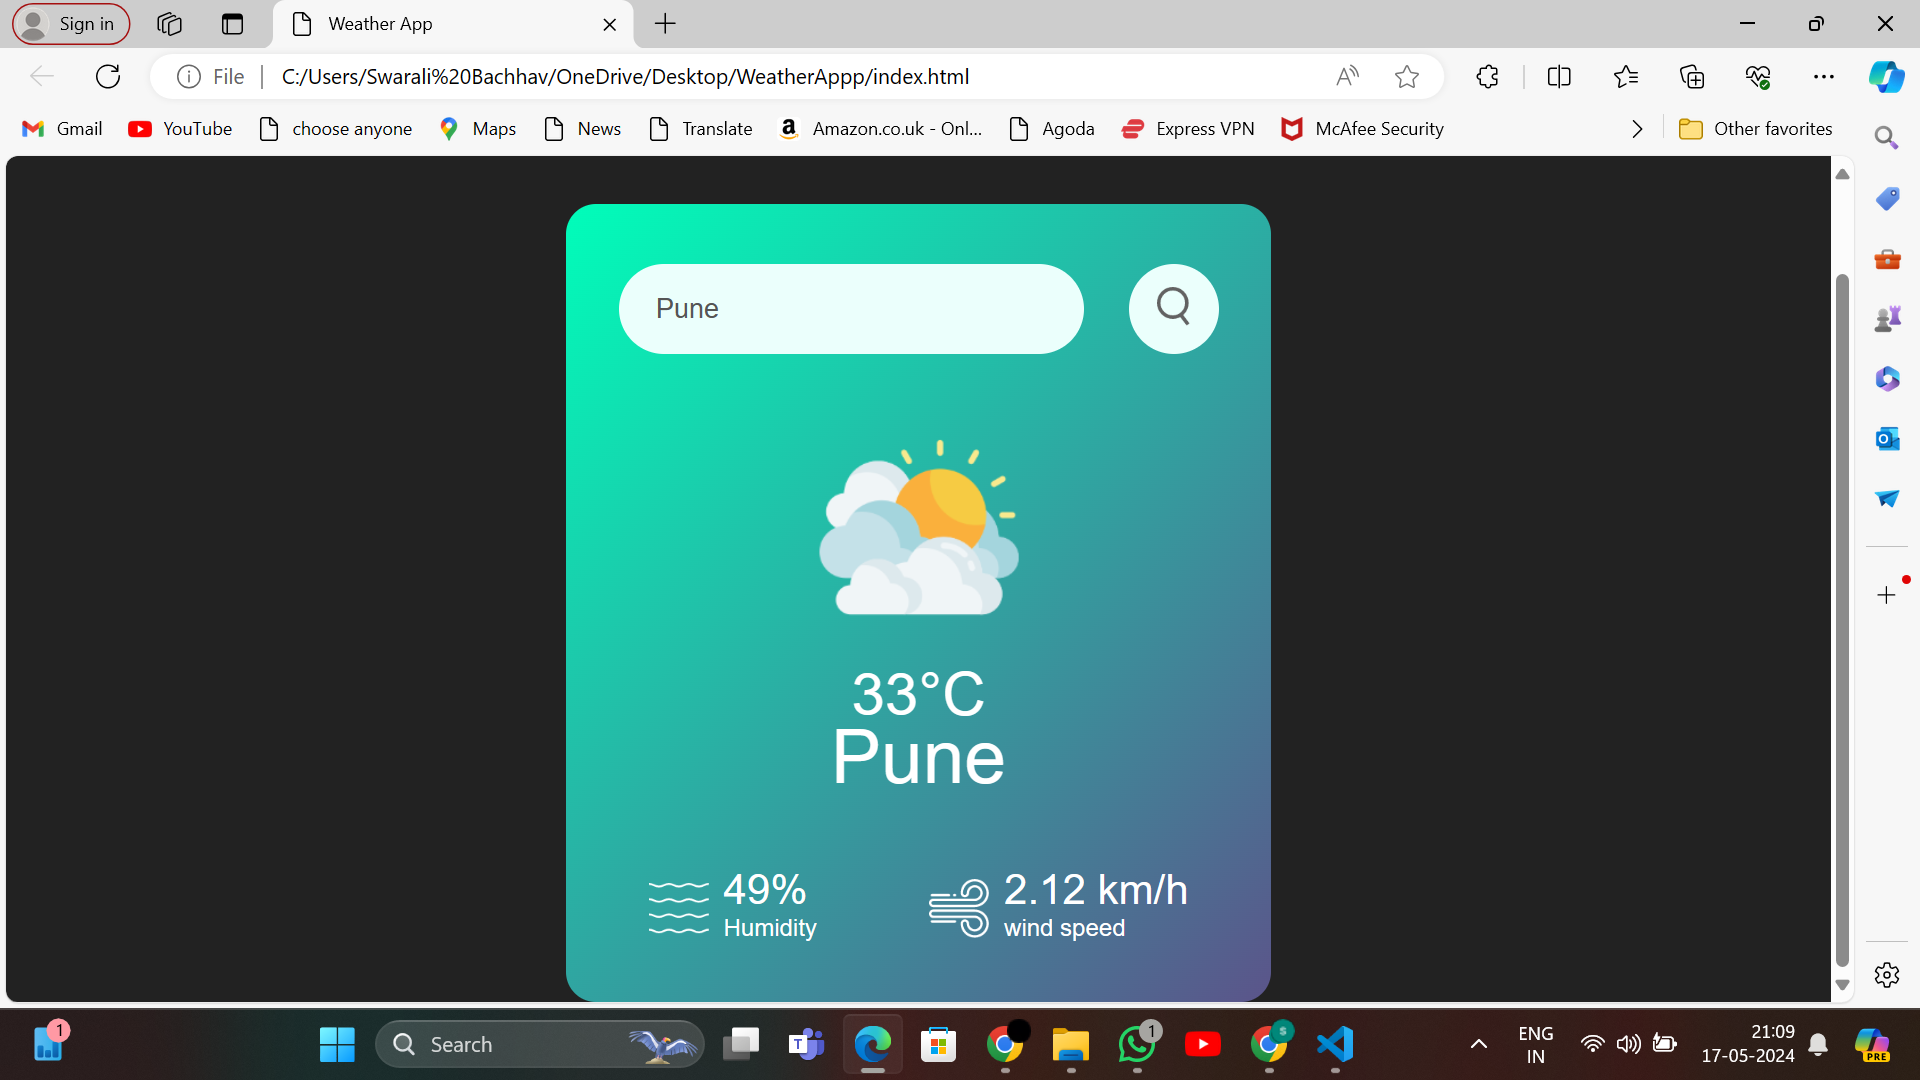 Sign in
Weather App
File
C:/Users/Swarali%20Bachhav/OneDrive/Desktop/WeatherAppp/index.html
Gmail YouTube choose anyone Maps News Translate a Amazon.co.uk - Onl... Agoda Express VPN McAfee Security Other favorites
Pune
33°C
Pune
49% 2.12 km/h
Humidity wind speed
1
Search
T
1
S
ENG
IN
21:09
17-05-2024
PRE